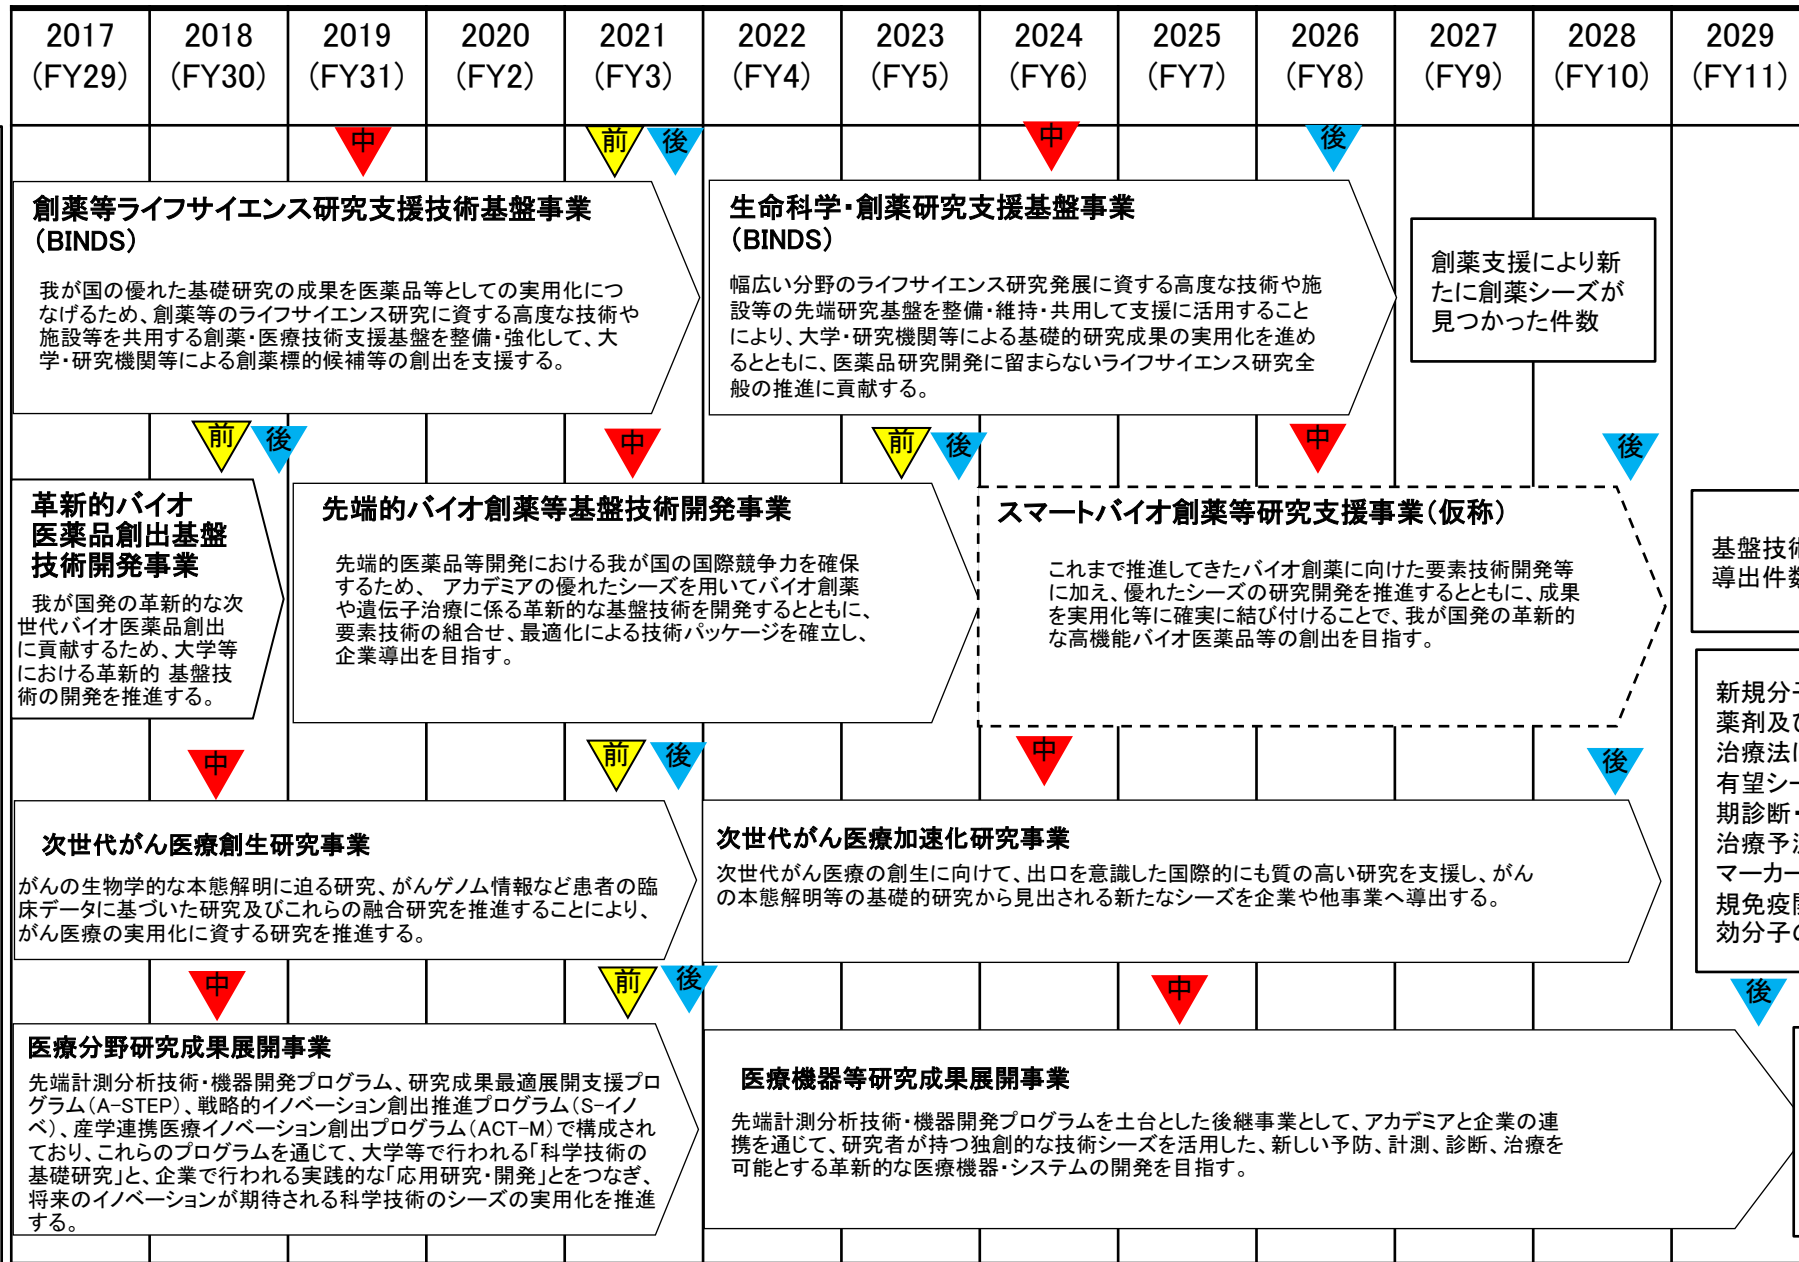 2017 2018 2019 2020 2021 2022 2023 2024 2025 2026 2027 2028 2029
(FY29) (FY30) (FY31) (FY2) (FY3) (FY4) (FY5) (FY6) (FY7) (FY8) (FY9) (FY10) (FY11)
中 前 後 中 後
創薬等ライフサイエンス研究支援技術基盤事業
(BINDS)
我が国の優れた基礎研究の成果を医薬品等としての実用化につ
なげるため、創薬等のライフサイエンス研究に資する高度な技術や
施設等を共用する創薬・医療技術支援基盤を整備・強化して、大
学・研究機関等による創薬標的候補等の創出を支援する。
生命科学・創薬研究支援基盤事業
(BINDS)
幅広い分野のライフサイエンス研究発展に資する高度な技術や施
設等の先端研究基盤を整備・維持・共用して支援に活用すること
により、大学・研究機関等による基礎的研究成果の実用化を進め
るとともに、医薬品研究開発に留まらないライフサイエンス研究全
般の推進に貢献する。
創薬支援により新
たに創薬シーズが
見つかった件数
前 後 中 前 後 中 後
革新的バイオ
医薬品創出基盤
技術開発事業
我が国発の革新的な次
世代バイオ医薬品創出
に貢献するため、大学等
における革新的 基盤技
術の開発を推進する。
先端的バイオ創薬等基盤技術開発事業
先端的医薬品等開発における我が国の国際競争力を確保
するため、 アカデミアの優れたシーズを用いてバイオ創薬
や遺伝子治療に係る革新的な基盤技術を開発するとともに、
要素技術の組合せ、最適化による技術パッケージを確立し、
企業導出を目指す。
スマートバイオ創薬等研究支援事業(仮称)
これまで推進してきたバイオ創薬に向けた要素技術開発等
に加え、優れたシーズの研究開発を推進するとともに、成果
を実用化等に確実に結び付けることで、我が国発の革新的
な高機能バイオ医薬品等の創出を目指す。
基盤技術
導出件数
中 前 後 中 後
次世代がん医療創生研究事業
がんの生物学的な本態解明に迫る研究、がんゲノム情報など患者の臨
床データに基づいた研究及びこれらの融合研究を推進することにより、
がん医療の実用化に資する研究を推進する。
次世代がん医療加速化研究事業
次世代がん医療の創生に向けて、出口を意識した国際的にも質の高い研究を支援し、がん
の本態解明等の基礎的研究から見出される新たなシーズを企業や他事業へ導出する。
新規分子
薬剤及び
治療法に
有望シー
期診断・
治療予測
マーカー
規免疫関
効分子の
中 前 後 中 後
医療分野研究成果展開事業
先端計測分析技術・機器開発プログラム、研究成果最適展開支援プロ
グラム(A-STEP)、戦略的イノベーション創出推進プログラム(S-イノ
ベ)、産学連携医療イノベーション創出プログラム(ACT-M)で構成され
ており、これらのプログラムを通じて、大学等で行われる「科学技術の
基礎研究」と、企業で行われる実践的な「応用研究・開発」とをつなぎ、
将来のイノベーションが期待される科学技術のシーズの実用化を推進
する。
医療機器等研究成果展開事業
先端計測分析技術・機器開発プログラムを土台とした後継事業として、アカデミアと企業の連
携を通じて、研究者が持つ独創的な技術シーズを活用した、新しい予防、計測、診断、治療を
可能とする革新的な医療機器・システムの開発を目指す。